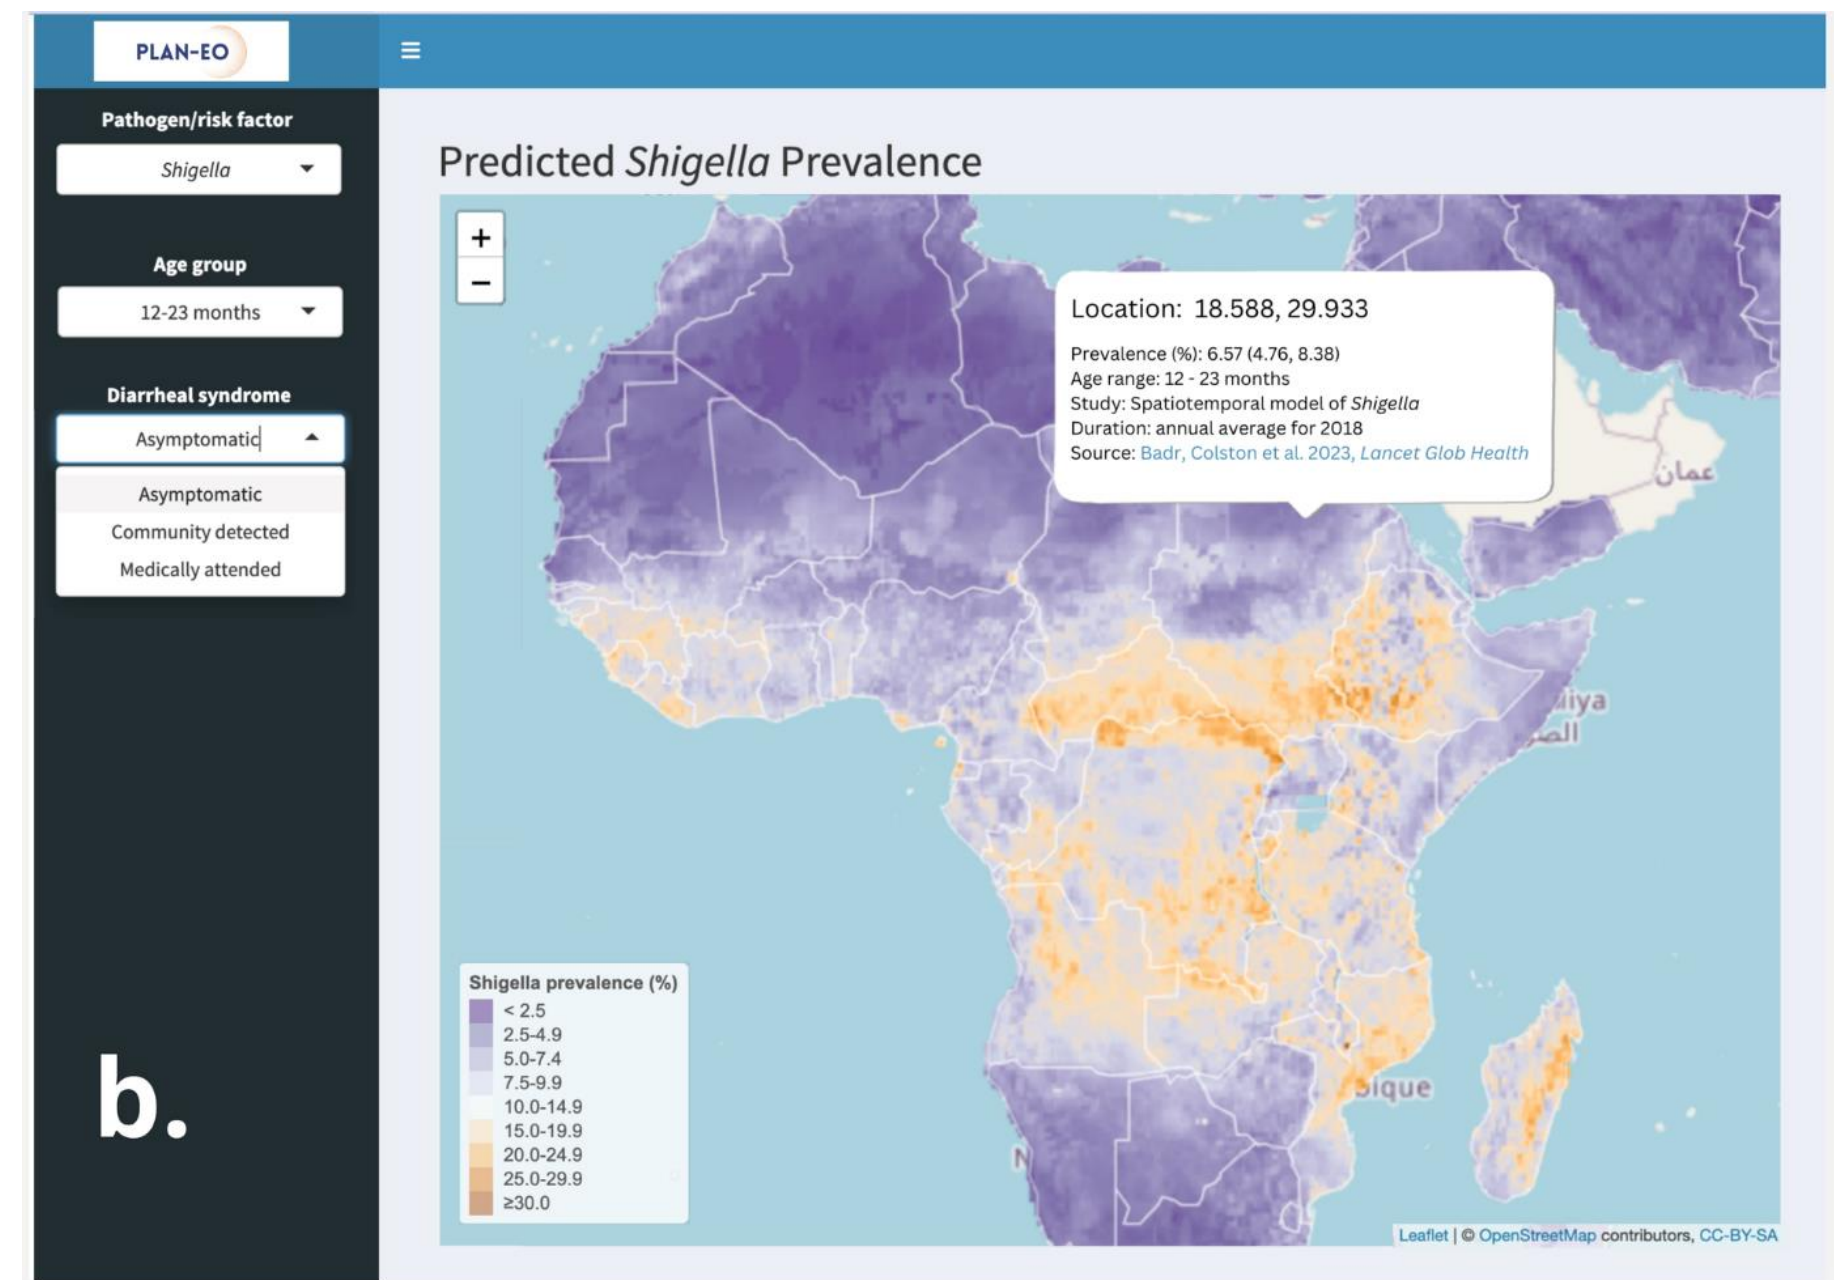 PLAN-EO
Pathogen/risk factor
Shigella
Age group
12-23 months
Diarrheal syndrome
Asymptomatic
Asymptomatic
Community detected
Medically attended
b.
Predicted Shigella Prevalence
+
−
Location: 18.588, 29.933
Prevalence (%): 6.57 (4.76, 8.38)
Age range: 12 - 23 months
Study: Spatiotemporal model of Shigella
Duration: annual average for 2018
Source: Badr, Colston et al. 2023, Lancet Glob Health
عمان
liya
الص
bique
N
Shigella prevalence (%)
< 2.5
2.5-4.9
5.0-7.4
7.5-9.9
10.0-14.9
15.0-19.9
20.0-24.9
25.0-29.9
≥30.0
Leaflet | © OpenStreetMap contributors, CC-BY-SA